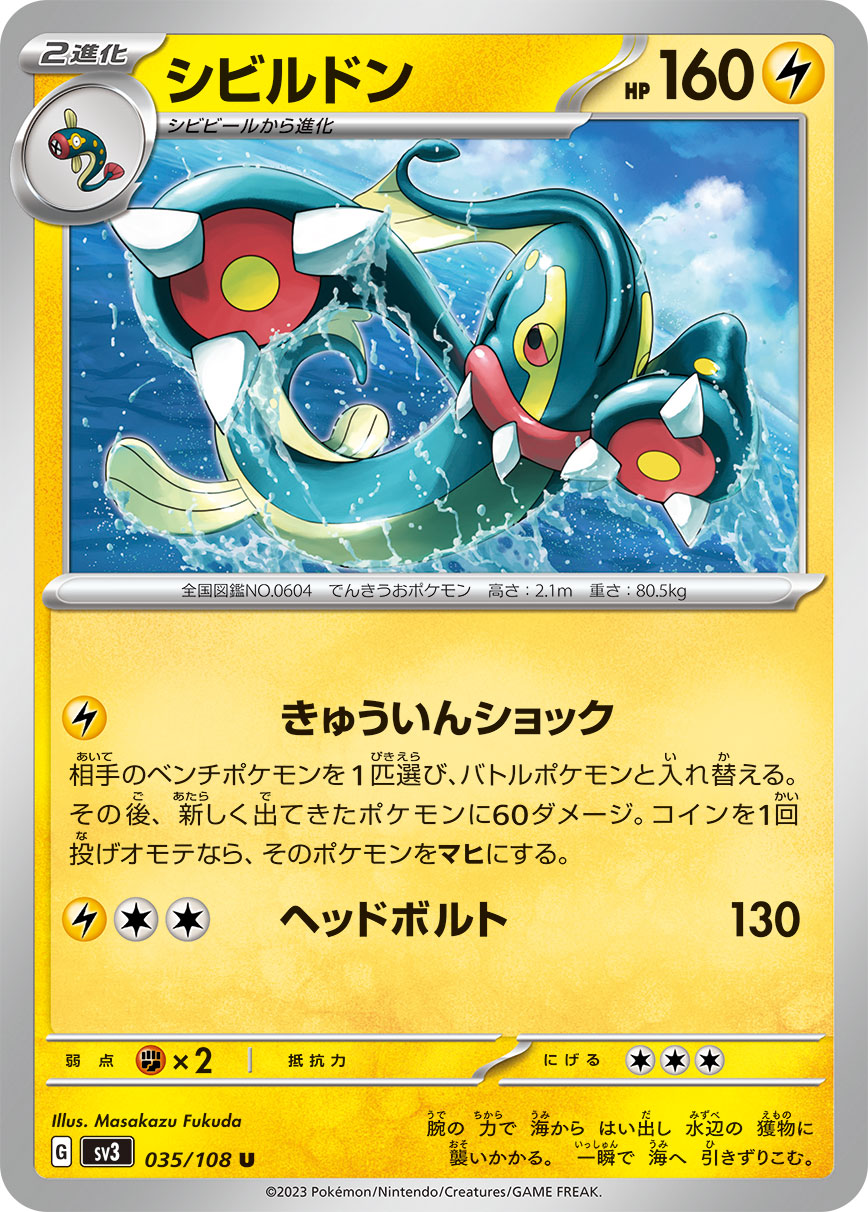 2進化
シビルドン
HP 160
シビビールから進化
全国図鑑NO.0604 でんきうおポケモン 高さ：2.1m 重さ：80.5kg
きゅういんショック
相手のベンチポケモンを1匹選び、バトルポケモンと入れ替える。
その後、新しく出てきたポケモンに60ダメージ。コインを1回
投げオモテなら、そのポケモンをマヒにする。
ヘッドボルト 130
弱点 ×2 抵抗力 にげる
Illus. Masakazu Fukuda
腕の 力で 海から はい出し 水辺の 獲物に
襲いかかる。 一瞬で 海へ 引きずりこむ。
G sv3 035/108 U
©2023 Pokémon/Nintendo/Creatures/GAME FREAK.